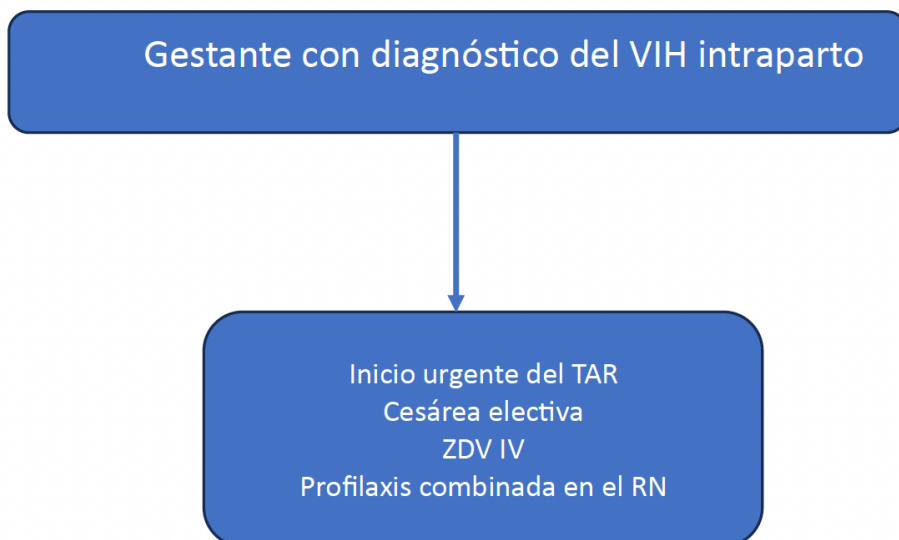 Gestante con diagnóstico del VIH intraparto
Inicio urgente del TAR
Cesárea electiva
ZDV IV
Profilaxis combinada en el RN